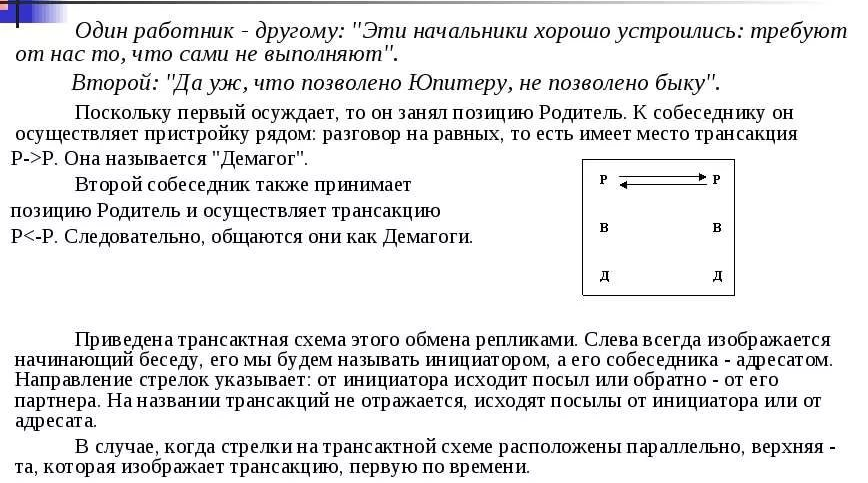 Один работник - другому: "Эти начальники хорошо устроились: требуют
от нас то, что сами не выполняют".
Второй: "Да уж, что позволено Юпитеру, не позволено быку".
Поскольку первый осуждает, то он занял позицию Родитель. К собеседнику он
осуществляет пристройку рядом: разговор на равных, то есть имеет место трансакция
Р->Р. Она называется "Демагог".
Второй собеседник также принимает
позицию Родитель и осуществляет трансакцию
Р<-Р. Следовательно, общаются они как Демагоги.
Р Р
В В
Д Д
Приведена трансактная схема этого обмена репликами. Слева всегда изображается
начинающий беседу, его мы будем называть инициатором, а его собеседника - адресатом.
Направление стрелок указывает: от инициатора исходит посыл или обратно - от его
партнера. На названии трансакций не отражается, исходят посылы от инициатора или от
адресата.
В случае, когда стрелки на трансактной схеме расположены параллельно, верхняя -
та, которая изображает трансакцию, первую по времени.